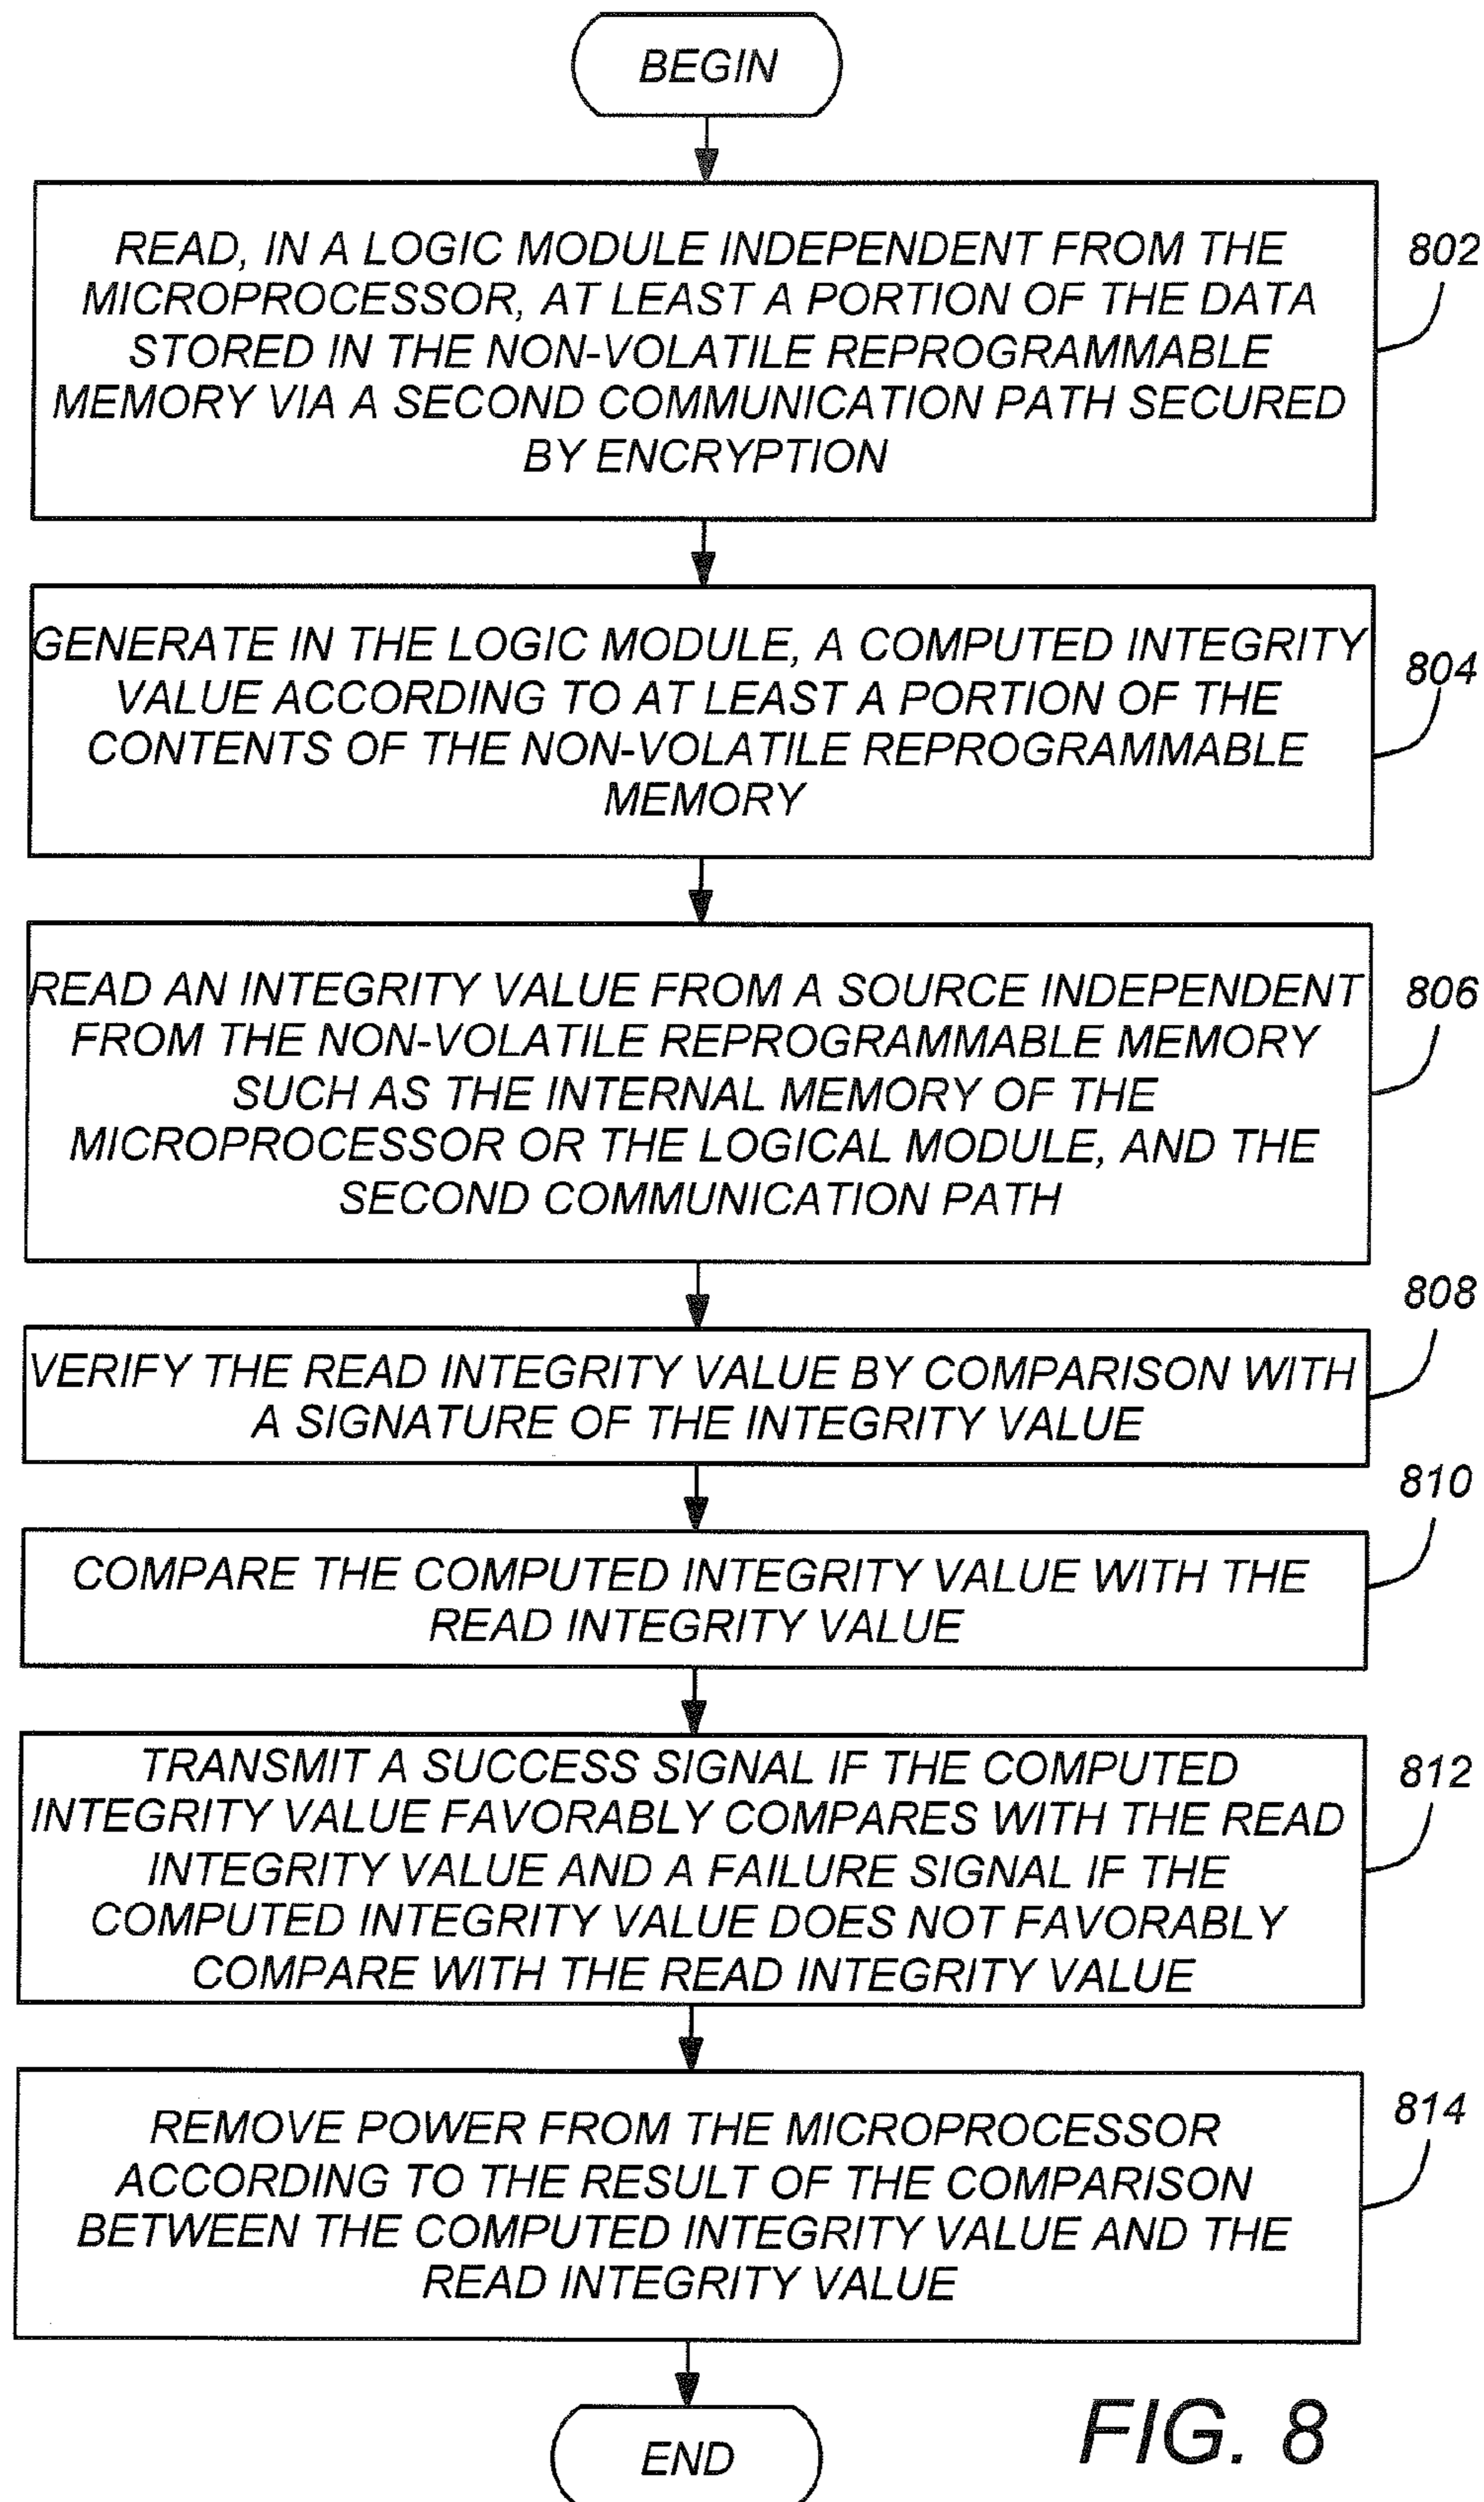 BEGIN
READ, IN A LOGIC MODULE INDEPENDENT FROM THE
MICROPROCESSOR, AT LEAST A PORTION OF THE DATA
STORED IN THE NON-VOLATILE REPROGRAMMABLE
MEMORY VIA A SECOND COMMUNICATION PATH SECURED
BY ENCRYPTION
802
GENERATE IN THE LOGIC MODULE, A COMPUTED INTEGRITY
VALUE ACCORDING TO AT LEAST A PORTION OF THE
CONTENTS OF THE NON-VOLATILE REPROGRAMMABLE
MEMORY
804
READ AN INTEGRITY VALUE FROM A SOURCE INDEPENDENT
FROM THE NON-VOLATILE REPROGRAMMABLE MEMORY
SUCH AS THE INTERNAL MEMORY OF THE
MICROPROCESSOR OR THE LOGICAL MODULE, AND THE
SECOND COMMUNICATION PATH
806
VERIFY THE READ INTEGRITY VALUE BY COMPARISON WITH
A SIGNATURE OF THE INTEGRITY VALUE
808
COMPARE THE COMPUTED INTEGRITY VALUE WITH THE
READ INTEGRITY VALUE
810
TRANSMIT A SUCCESS SIGNAL IF THE COMPUTED
INTEGRITY VALUE FAVORABLY COMPARES WITH THE READ
INTEGRITY VALUE AND A FAILURE SIGNAL IF THE
COMPUTED INTEGRITY VALUE DOES NOT FAVORABLY
COMPARE WITH THE READ INTEGRITY VALUE
812
REMOVE POWER FROM THE MICROPROCESSOR
ACCORDING TO THE RESULT OF THE COMPARISON
BETWEEN THE COMPUTED INTEGRITY VALUE AND THE
READ INTEGRITY VALUE
814
END
FIG. 8